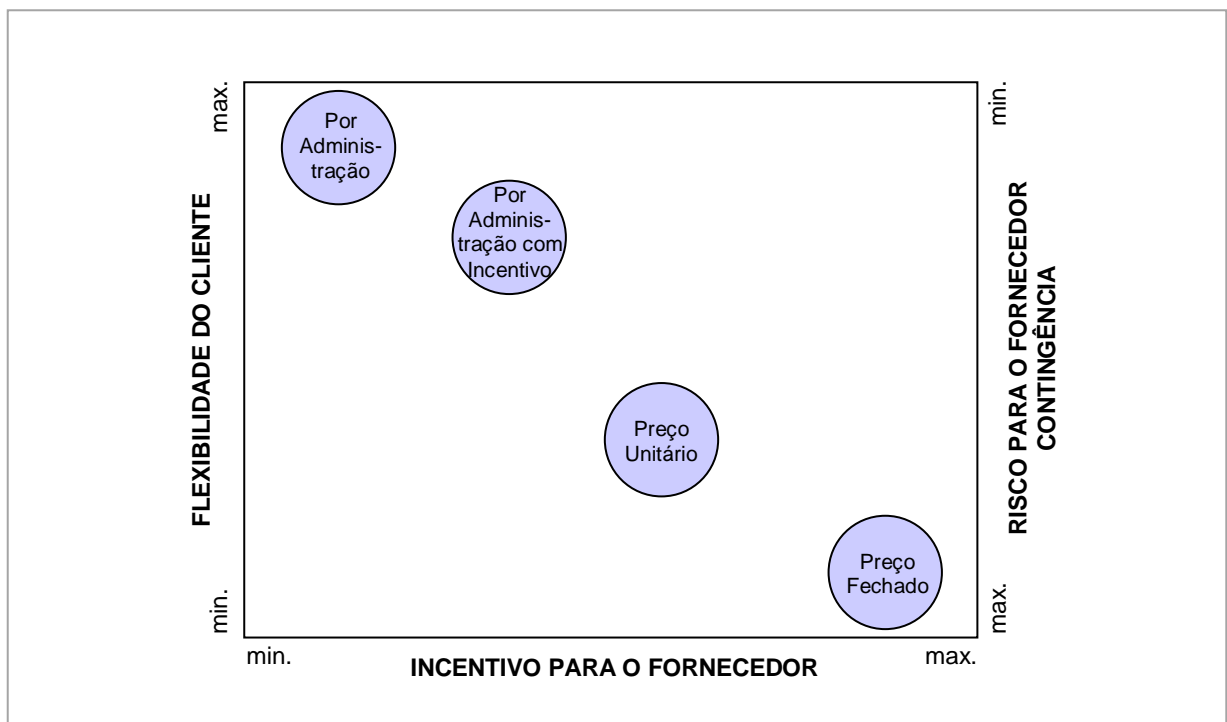 max.
min.
Por
Adminis-
tração
Por
Adminis-
tração com
Incentivo
FLEXIBILIDADE DO CLIENTE
RISCO PARA O FORNECEDOR
CONTINGÊNCIA
Preço
Unitário
Preço
Fechado
min.
max.
min.
max.
INCENTIVO PARA O FORNECEDOR